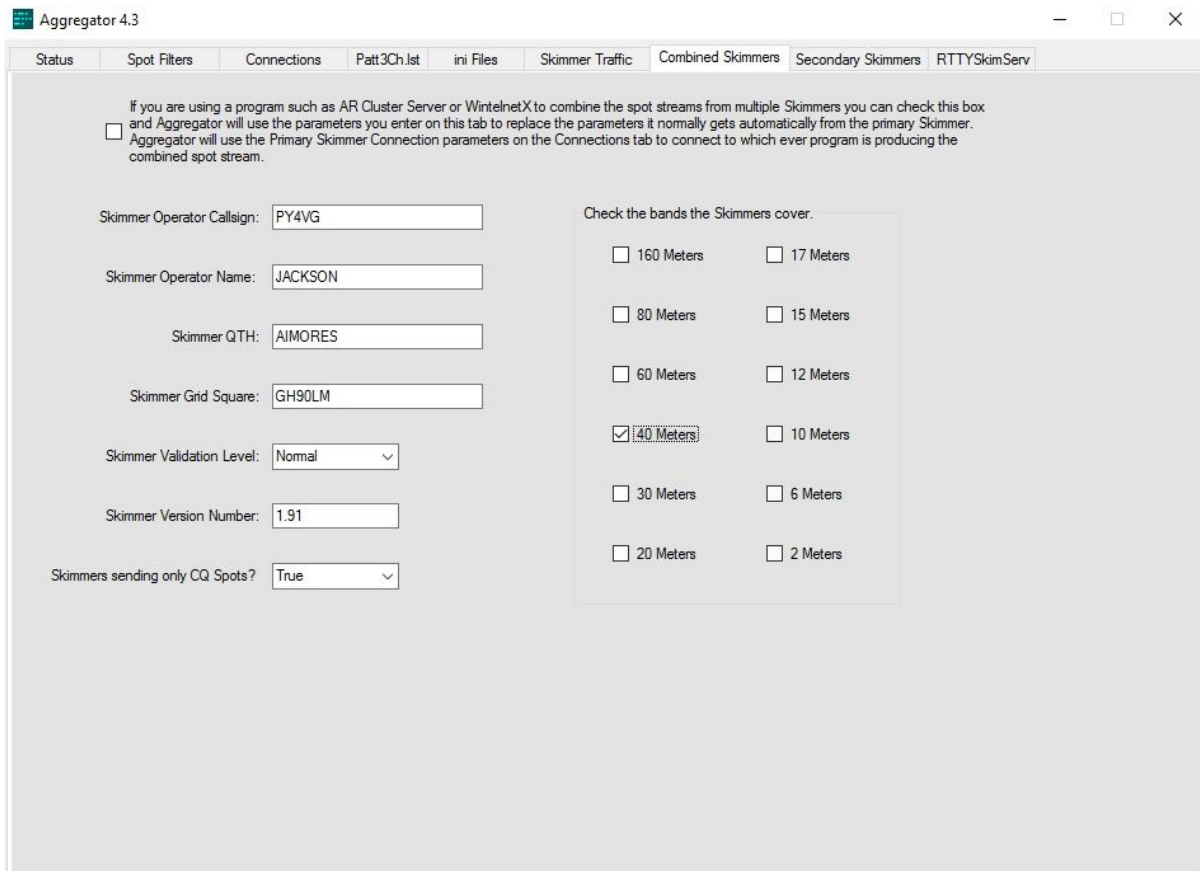 Aggregator 4.3
Status Spot Filters Connections Patt3Ch.lst ini Files Skimmer Traffic Combined Skimmers Secondary Skimmers RTTYSkimServ
If you are using a program such as AR Cluster Server or WintelnetX to combine the spot streams from multiple Skimmers you can check this box
and Aggregator will use the parameters you enter on this tab to replace the parameters it normally gets automatically from the primary Skimmer.
Aggregator will use the Primary Skimmer Connection parameters on the Connections tab to connect to which ever program is producing the
combined spot stream.
Skimmer Operator Callsign: PY4VG
Skimmer Operator Name: JACKSON
Skimmer QTH: AIMORES
Skimmer Grid Square: GH90LM
Skimmer Validation Level: Normal
Skimmer Version Number: 1.91
Skimmers sending only CQ Spots? True
Check the bands the Skimmers cover.
160 Meters 17 Meters
80 Meters 15 Meters
60 Meters 12 Meters
40 Meters 10 Meters
30 Meters 6 Meters
20 Meters 2 Meters